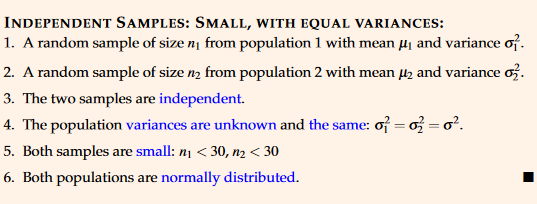 INDEPENDENT SAMPLES: SMALL, WITH EQUAL VARIANCES:
1. A random sample of size n₁ from population 1 with mean μ₁ and variance σ₁².
2. A random sample of size n₂ from population 2 with mean μ₂ and variance σ₂².
3. The two samples are independent.
4. The population variances are unknown and the same: σ₁² = σ₂² = σ².
5. Both samples are small: n₁ < 30, n₂ < 30
6. Both populations are normally distributed. ■